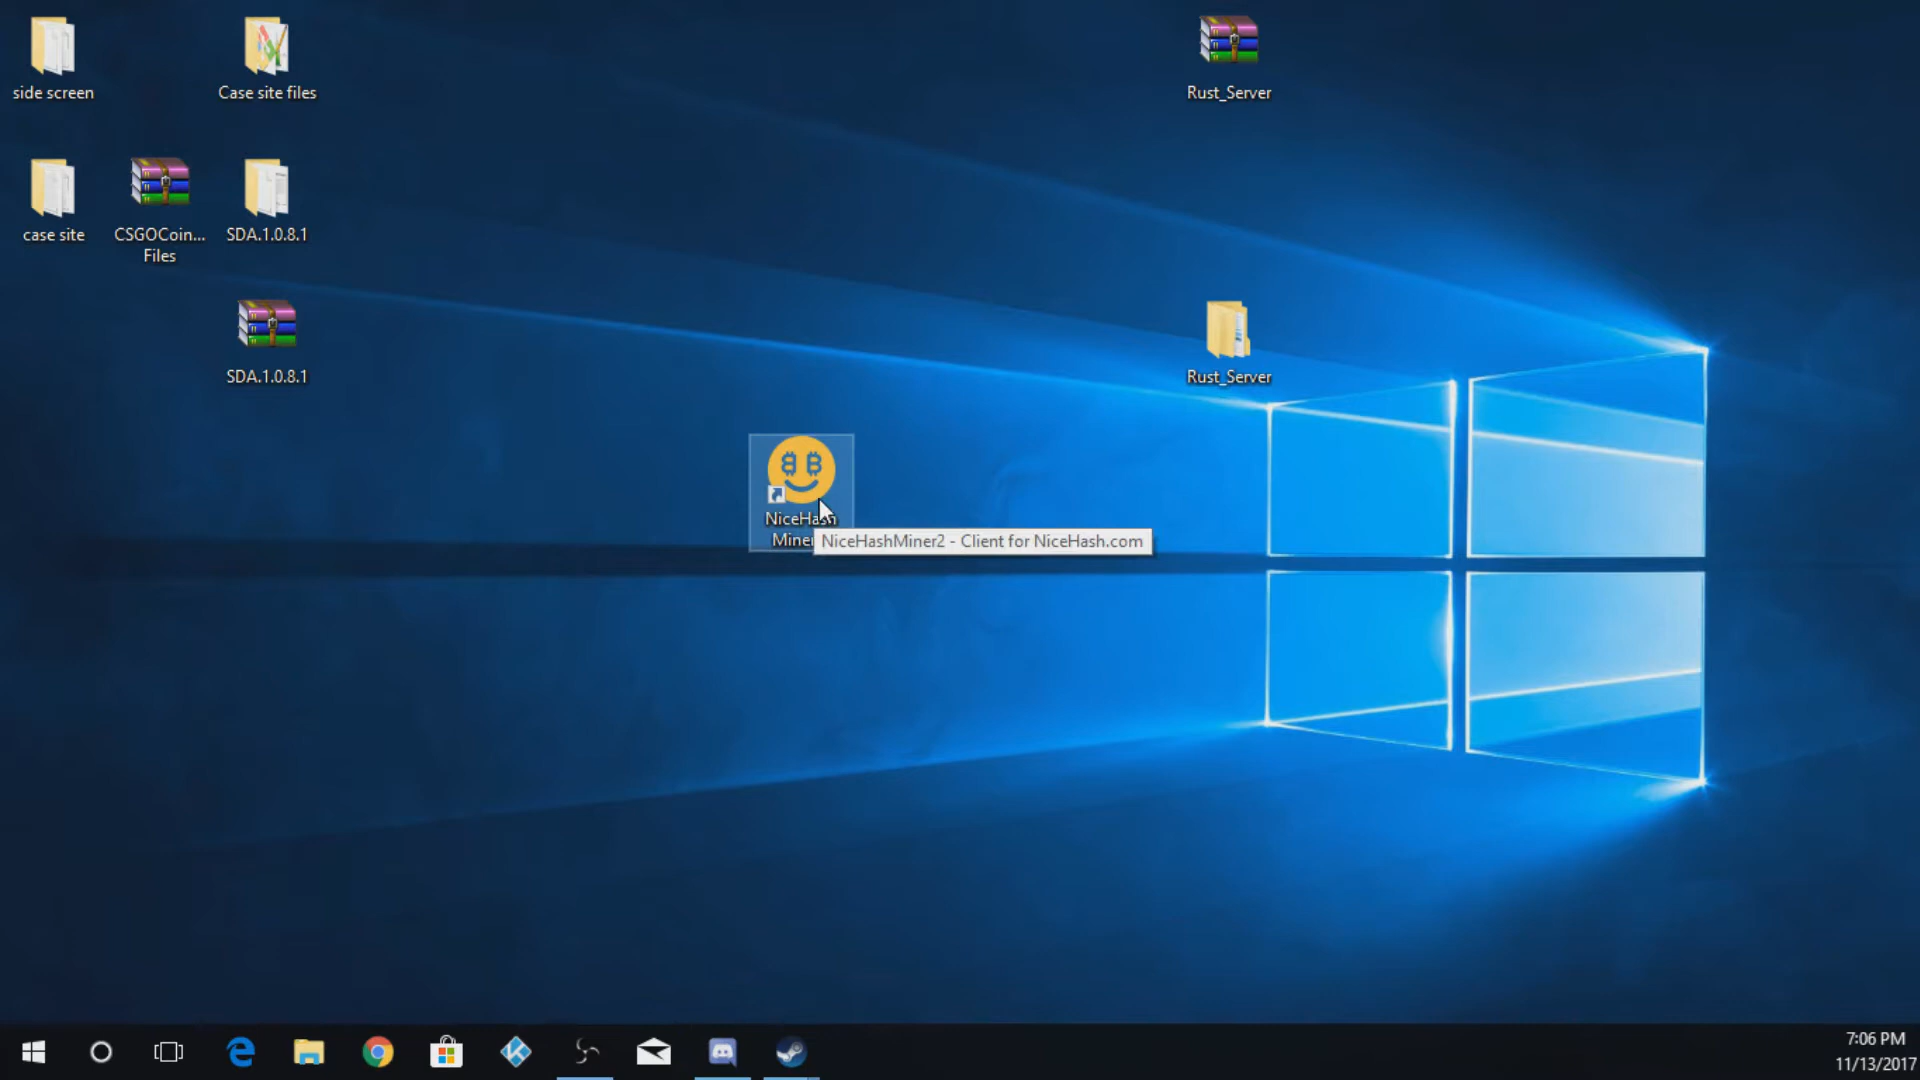 side screen
Case site files
Rust_Server
case site
CSGOCoin...
Files
SDA.1.0.8.1
SDA.1.0.8.1
Rust_Server
NiceHash
Miner
NiceHashMiner2 - Client for NiceHash.com
7:06 PM
11/13/2017